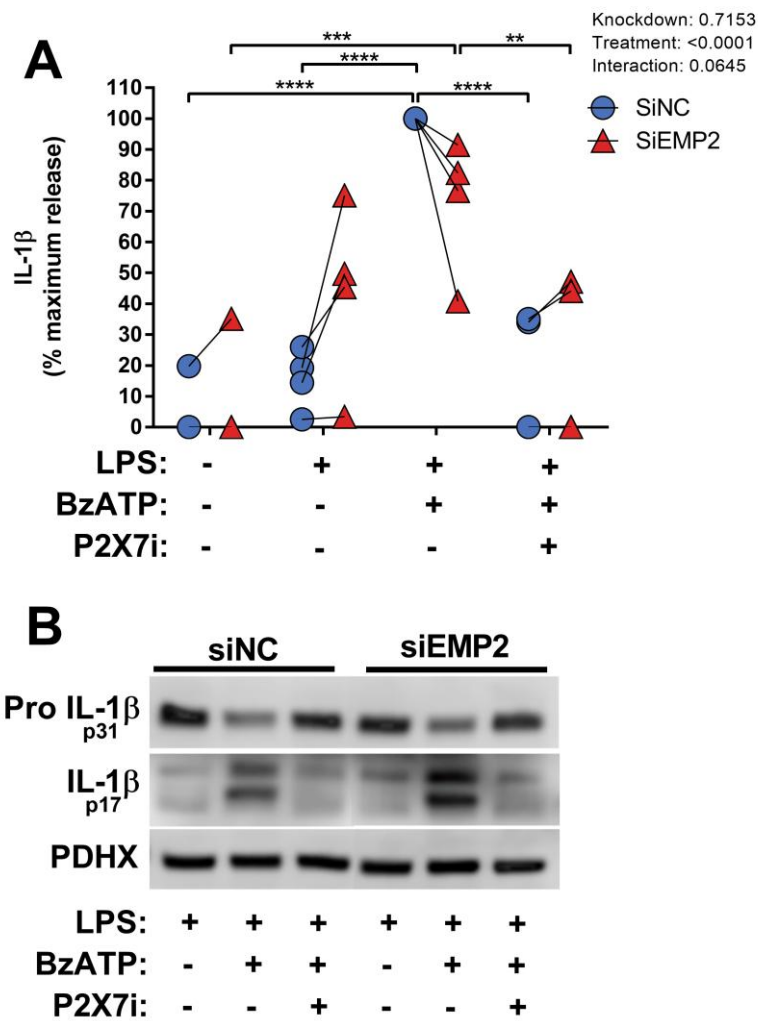 A
Knockdown: 0.7153
Treatment: <0.0001
Interaction: 0.0645
*** **
****
**** ****
SiNC
SiEMP2
IL-1β
(% maximum release)
110
100
90
80
70
60
50
40
30
20
10
0
LPS: - + + +
BzATP: - - + +
P2X7i: - - - +
B
siNC siEMP2
Pro IL-1β
p31
IL-1β
p17
PDHX
LPS: + + + + + +
BzATP: - + + - + +
P2X7i: - - + - - +